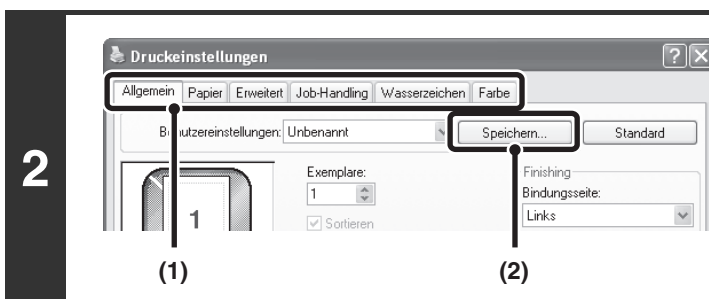 2
Druckeinstellungen
Allgemein Papier Erweitert Job-Handling Wasserzeichen Farbe
Benutzereinstellungen: Unbenannt Speichern... Standard
Exemplare:
1
Sortieren
1
Finishing
Bindungsseite:
Links
(1) (2)